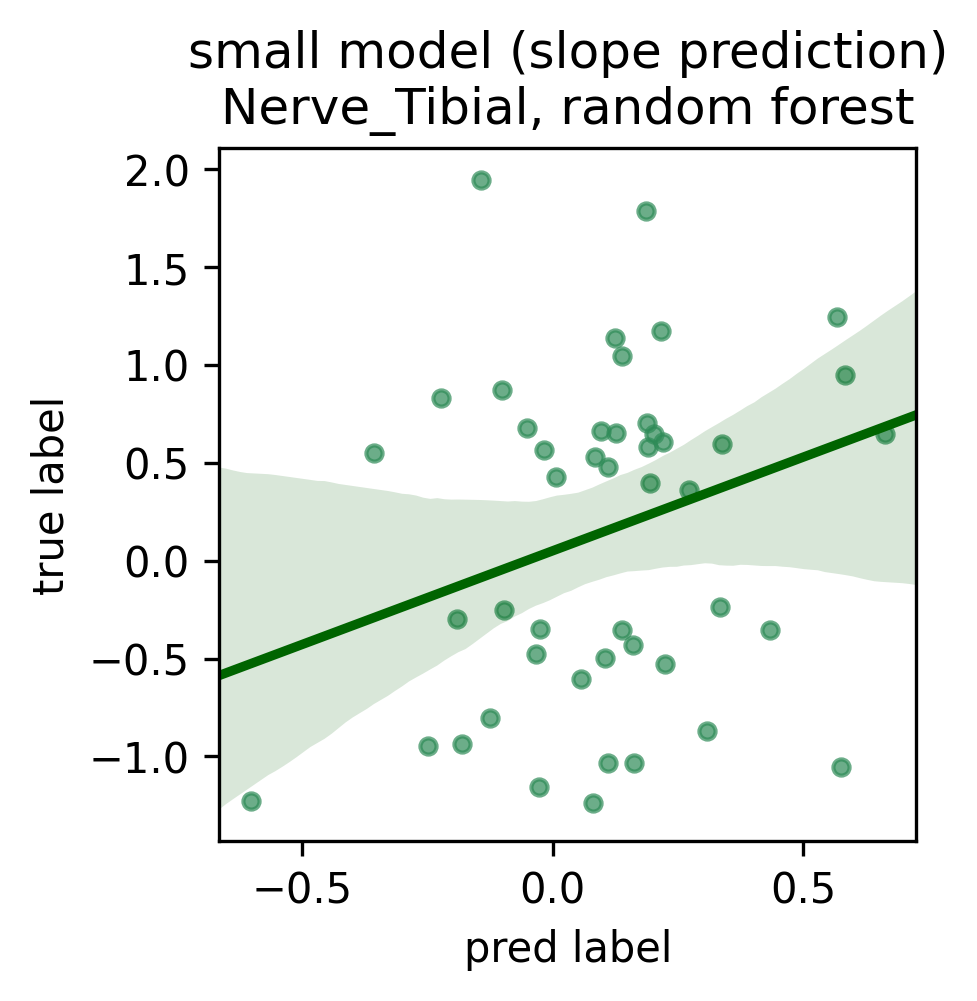 small model (slope prediction)
Nerve_Tibial, random forest
2.0
1.5
1.0
0.5
0.0
−0.5
−1.0
true label
−0.5
0.0
0.5
pred label